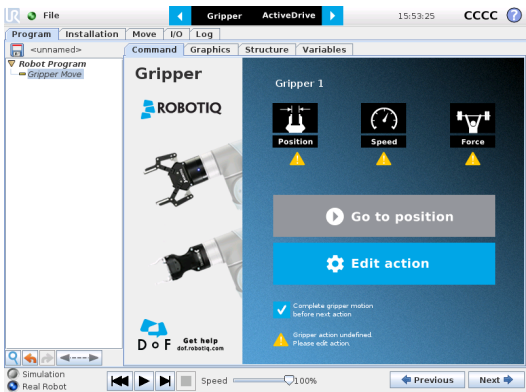 File
Gripper ActiveDrive
15:53:25
CCCC
?
Program Installation Move I/O Log
<unnamed>
Command Graphics Structure Variables
Robot Program
Gripper Move
Gripper
ROBOTIQ
Gripper 1
Position
Speed
Force
Go to position
Edit action
Complete gripper motion
before next action
Gripper action undefined.
Please edit action.
DoF
Get help
dof.robotiq.com
Simulation
Real Robot
Speed
100%
Previous
Next